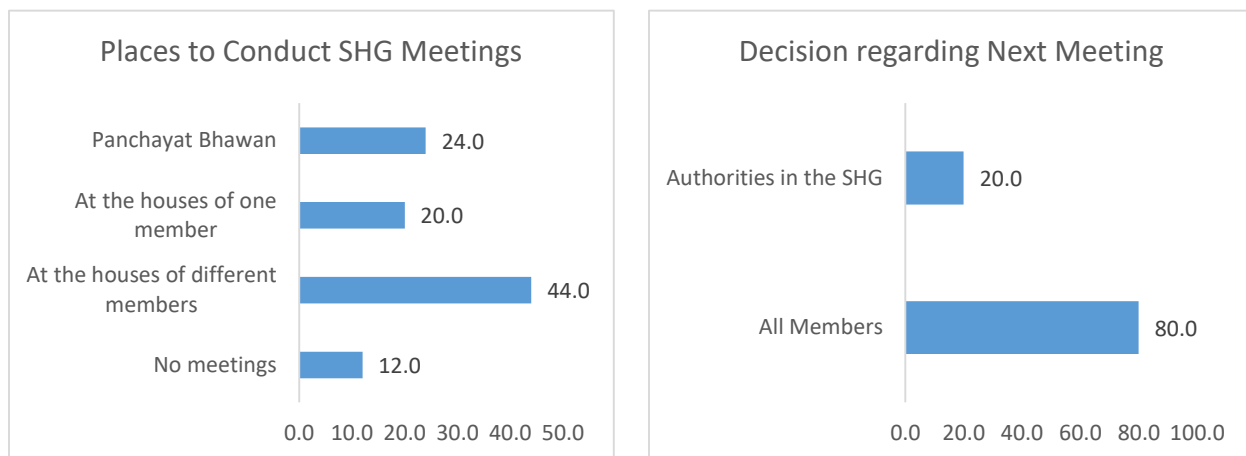 Places to Conduct SHG Meetings
Panchayat Bhawan
24.0
At the houses of one
member
20.0
At the houses of different
members
44.0
No meetings
12.0
0.0 10.0 20.0 30.0 40.0 50.0
Decision regarding Next Meeting
Authorities in the SHG
20.0
All Members
80.0
0.0 20.0 40.0 60.0 80.0 100.0